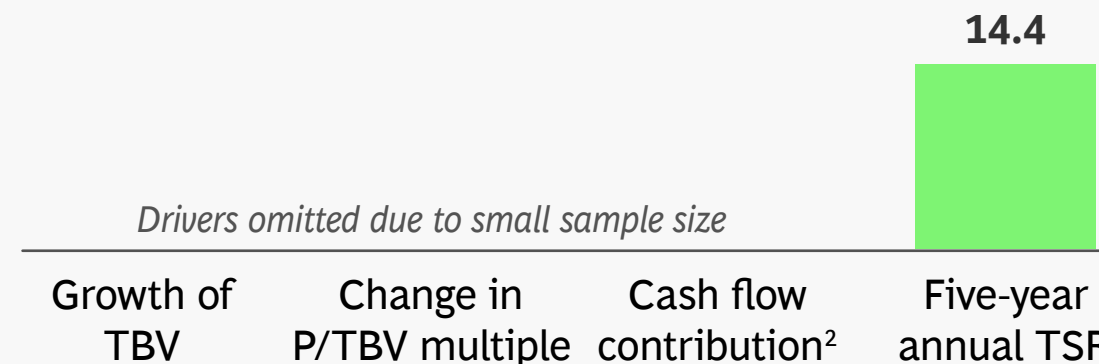 14.4
Drivers omitted due to small sample size
Growth of
TBV
Change in
P/TBV multiple
Cash flow
contribution²
Five-year
annual TSR